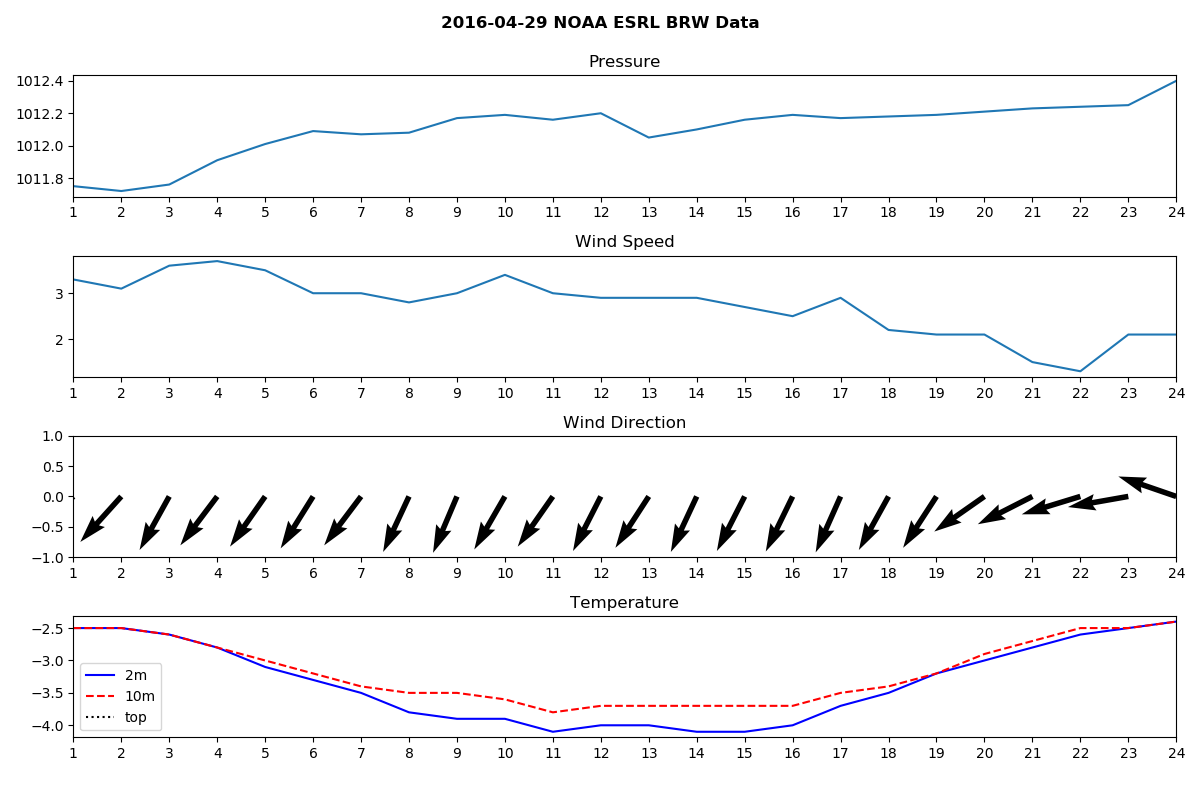 2016-04-29 NOAA ESRL BRW Data
Pressure
1012.4
1012.2
1012.0
1011.8
1 2 3 4 5 6 7 8 9 10 11 12 13 14 15 16 17 18 19 20 21 22 23 24
Wind Speed
3
2
1 2 3 4 5 6 7 8 9 10 11 12 13 14 15 16 17 18 19 20 21 22 23 24
Wind Direction
1.0
0.5
0.0
−0.5
−1.0
1 2 3 4 5 6 7 8 9 10 11 12 13 14 15 16 17 18 19 20 21 22 23 24
Temperature
−2.5
−3.0
−3.5
−4.0
2m
10m
top
1 2 3 4 5 6 7 8 9 10 11 12 13 14 15 16 17 18 19 20 21 22 23 24